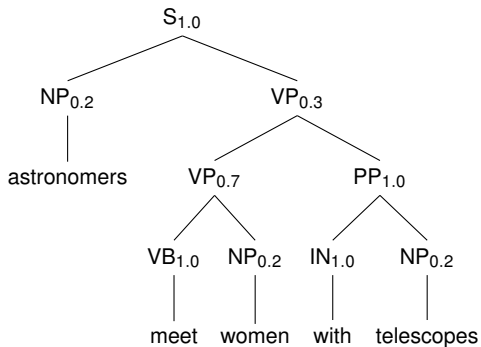 S1.0
NP0.2 VP0.3
astronomers VP0.7 PP1.0
VB1.0 NP0.2 IN1.0 NP0.2
meet women with telescopes